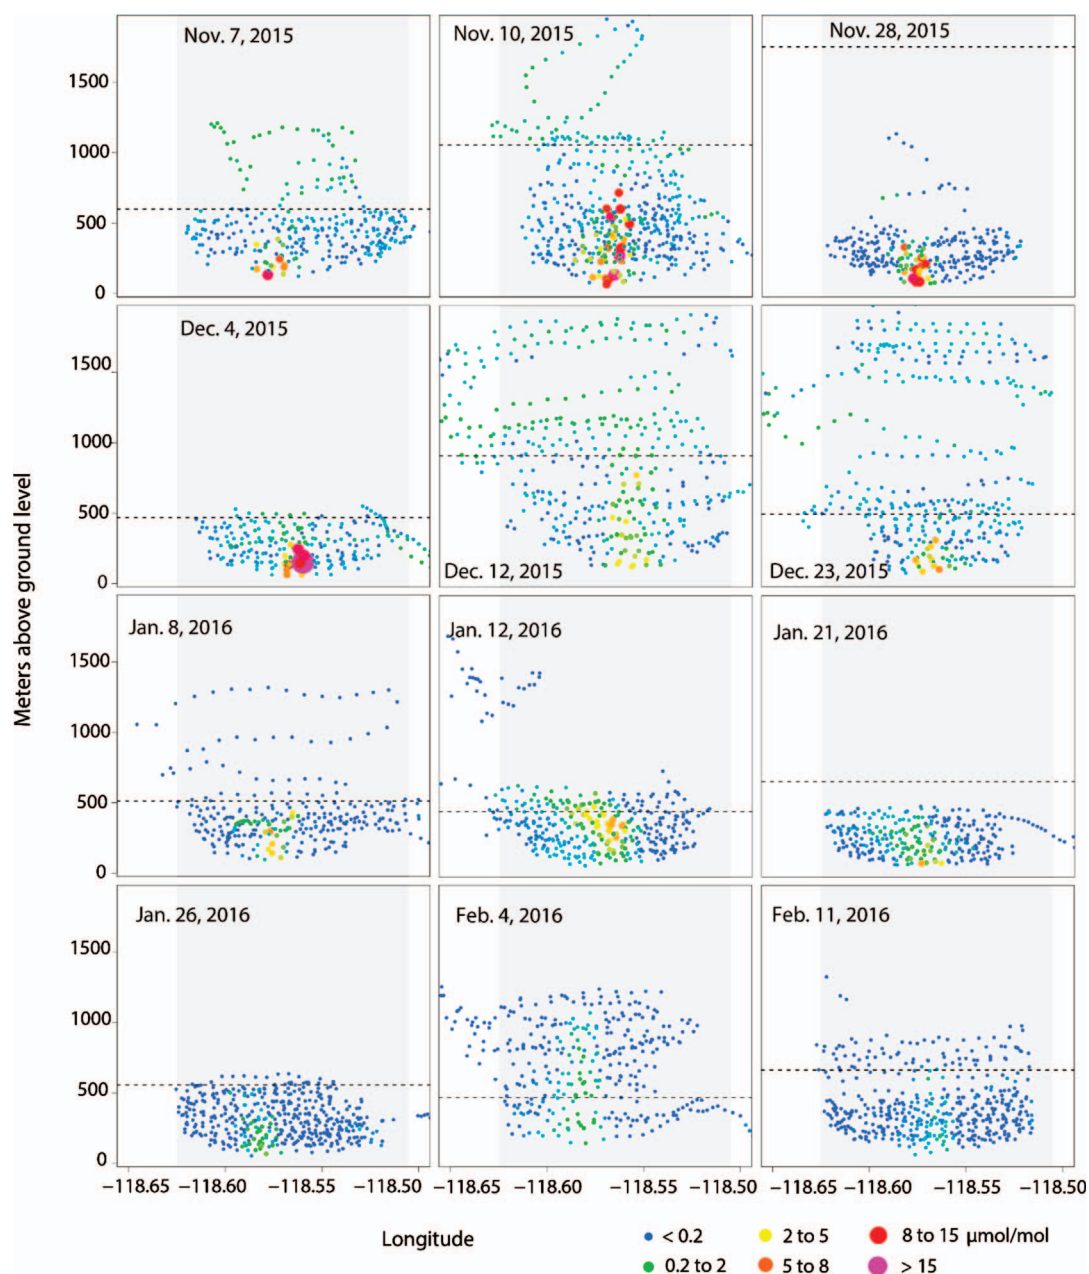 Nov. 7, 2015
Nov. 10, 2015
Nov. 28, 2015
1500
1000
500
0
Dec. 4, 2015
1500
1000
500
0
Dec. 12, 2015
Dec. 23, 2015
Meters above ground level
Jan. 8, 2016
Jan. 12, 2016
Jan. 21, 2016
1500
1000
500
0
Jan. 26, 2016
Feb. 4, 2016
Feb. 11, 2016
1500
1000
500
0
−118.65 −118.60 −118.55 −118.50
−118.65 −118.60 −118.55 −118.50
−118.65 −118.60 −118.55 −118.50
Longitude
< 0.2
2 to 5
8 to 15 μmol/mol
0.2 to 2
5 to 8
> 15